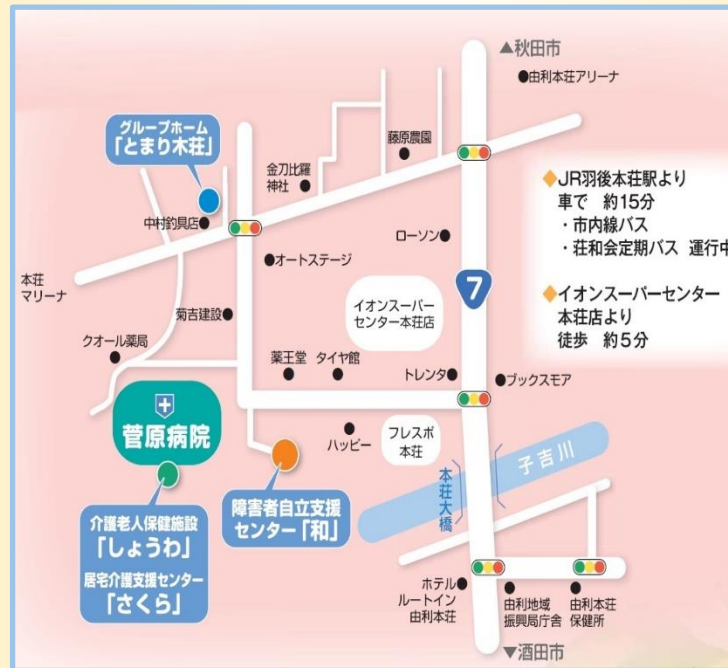 ▲秋田市
●由利本荘アリーナ
グループホーム
「とまり木荘」
藤原農園
金刀比羅
神社
中村釣具店
◆JR羽後本荘駅より
車で 約15分
・市内線バス
・荘和会定期バス 運行中
ローソン
オートステージ
本荘
マリーナ
7
イオンスーパー
センター本荘店
◆イオンスーパーセンター
本荘店より
徒歩 約5分
菊吉建設
クオール薬局
薬王堂
タイヤ館
トレンタ
ブックスモア
菅原病院
ハッピー
フレスポ
本荘
子吉川
本荘大橋
障害者自立支援
センター「和」
介護老人保健施設
「しょうわ」
居宅介護支援センター
「さくら」
ホテル
ルートイン
由利本荘
由利地域
振興局庁舎
由利本荘
保健所
▼酒田市